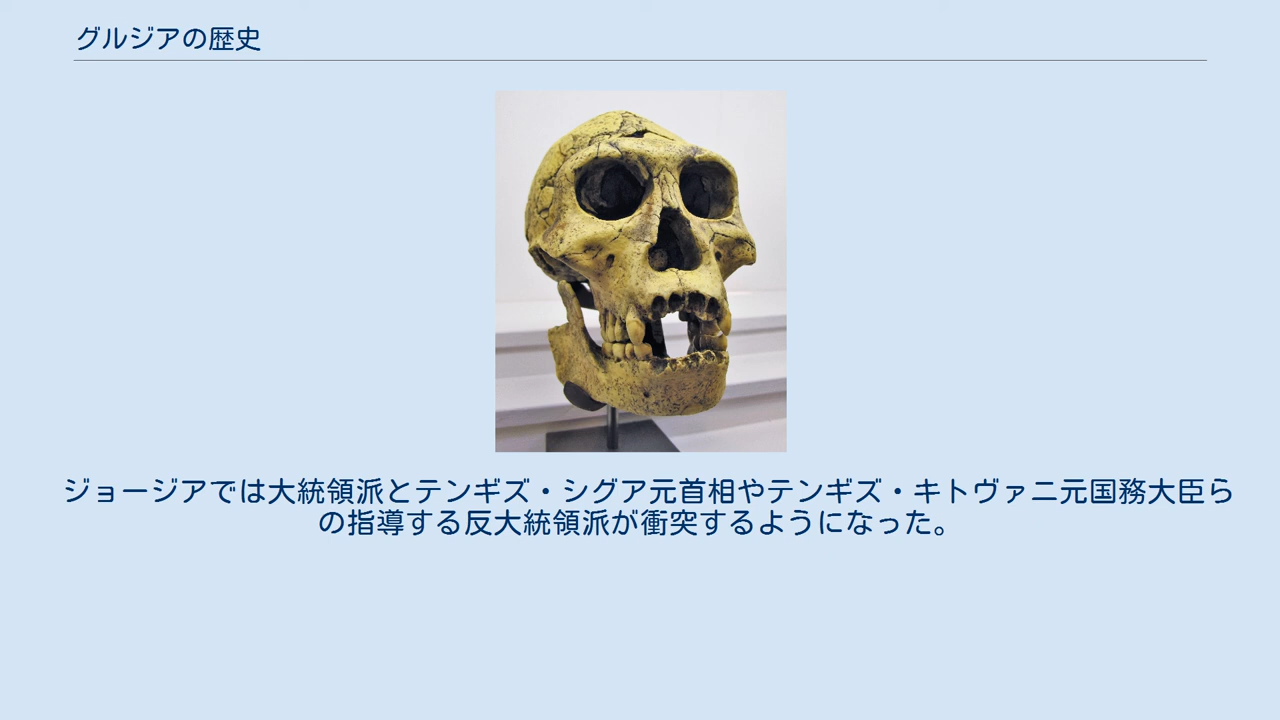 グルジアの歴史
ジョージアでは大統領派とテンギズ・シグア元首相やテンギズ・キトヴァニ元国務大臣ら
の指導する反大統領派が衝突するようになった。